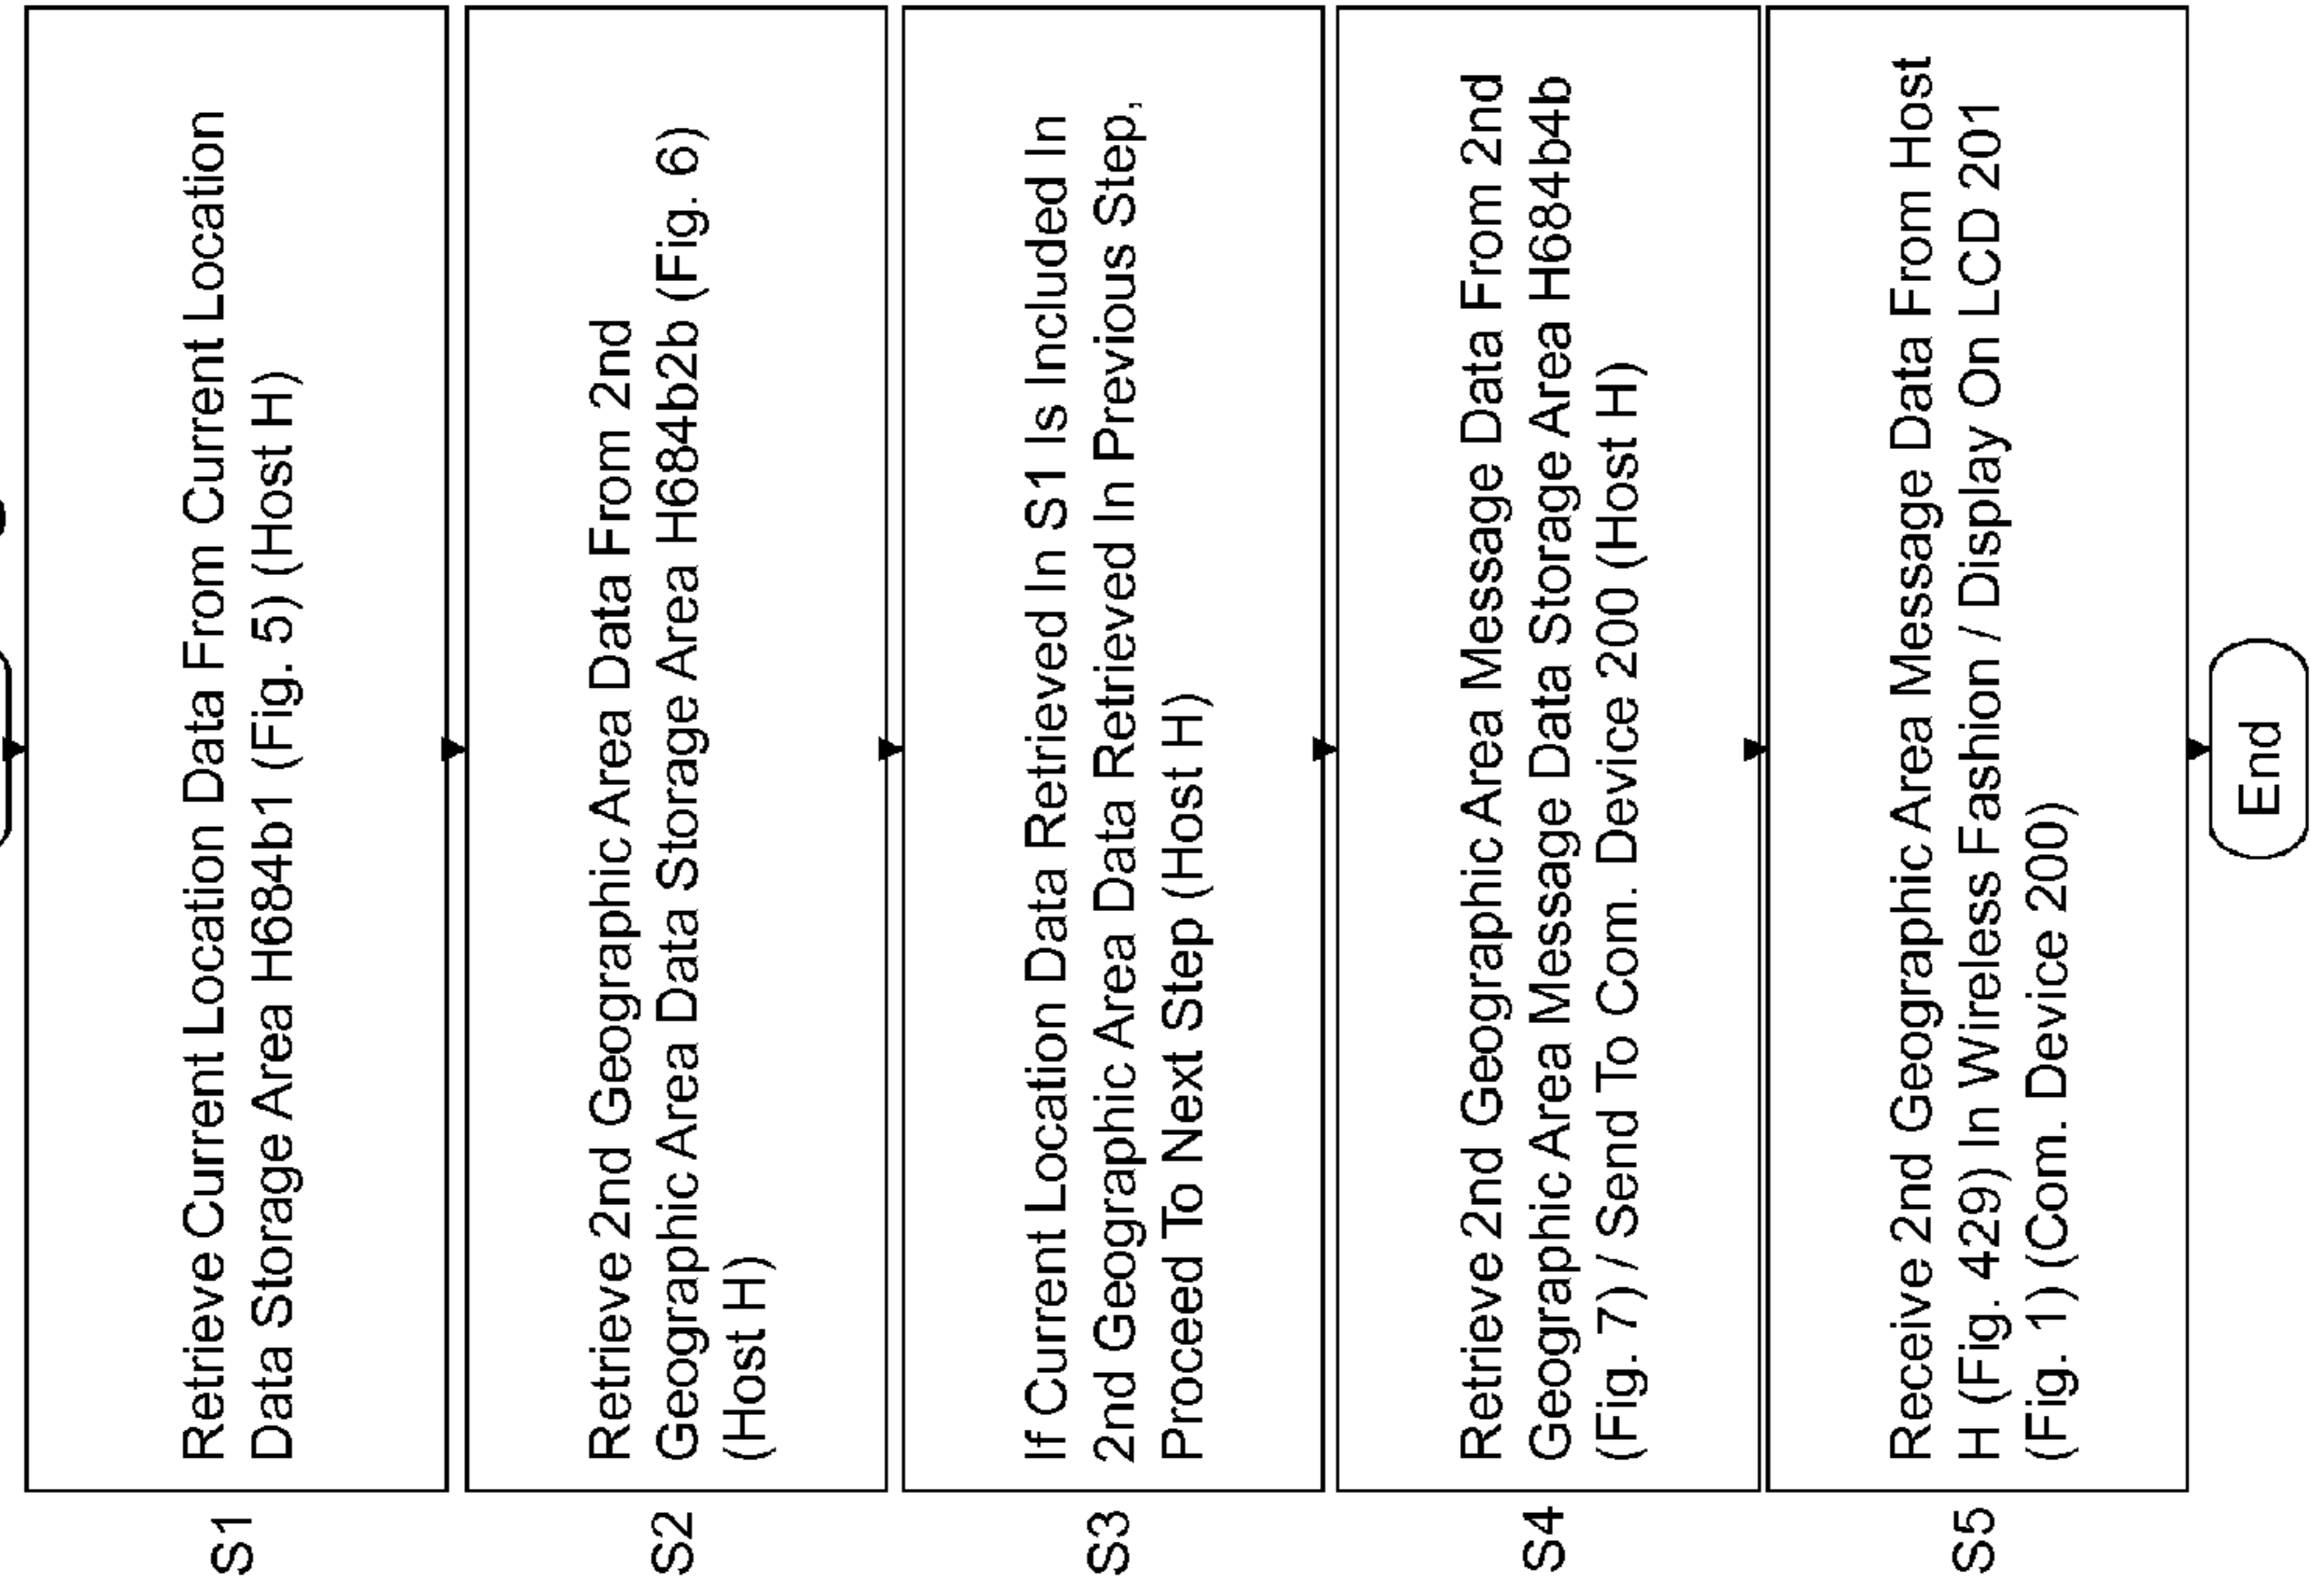 S1
Retrieve Current Location Data From Current Location
Data Storage Area H684b1 (Fig. 5) (Host H)
S2
Retrieve 2nd Geographic Area Data From 2nd
Geographic Area Data Storage Area H684b2b (Fig. 6)
(Host H)
S3
If Current Location Data Retrieved In S1 Is Included In
2nd Geographic Area Data Retrieved In Previous Step,
Proceed To Next Step (Host H)
S4
Retrieve 2nd Geographic Area Message Data From 2nd
Geographic Area Message Data Storage Area H684b4b
(Fig. 7) / Send To Com. Device 200 (Host H)
S5
Receive 2nd Geographic Area Message Data From Host
H (Fig. 429) In Wireless Fashion / Display On LCD 201
(Fig. 1) (Com. Device 200)
End